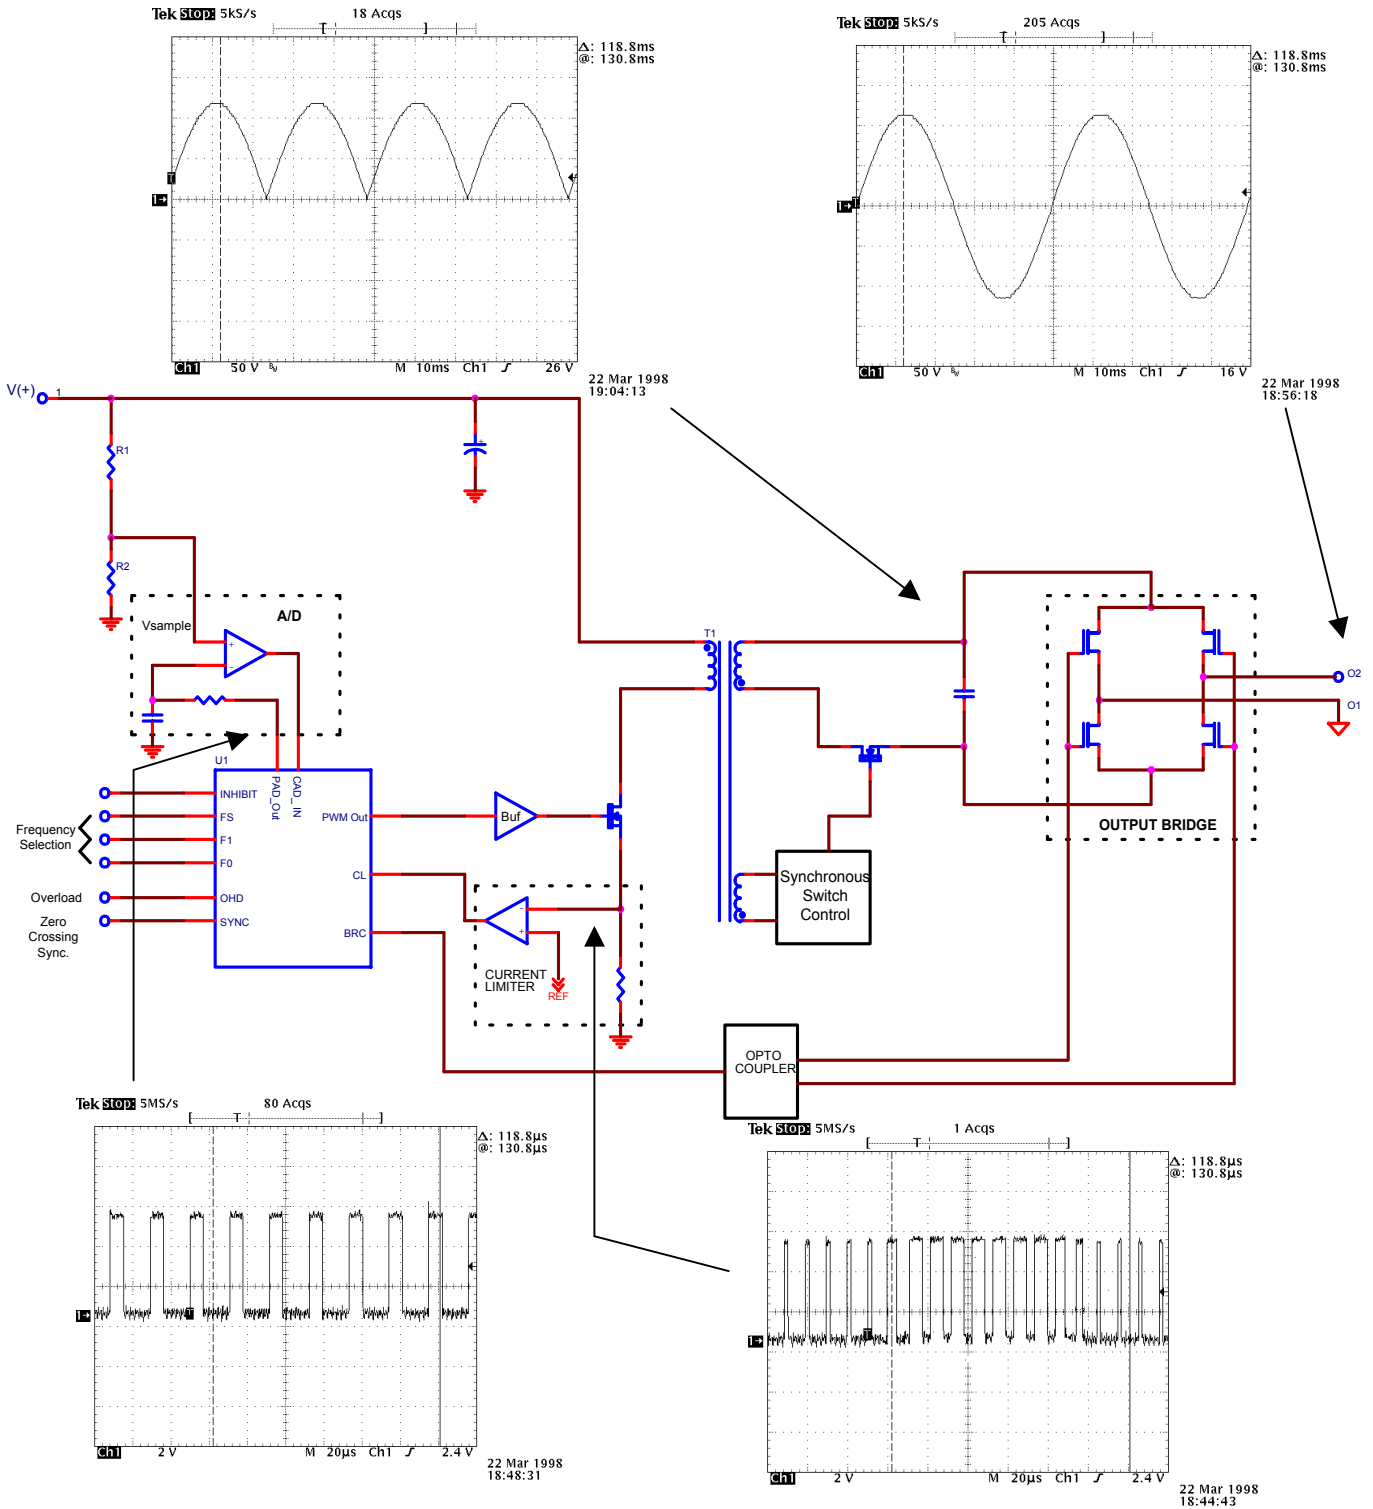 Tek Stop: 5kS/s 18 Acqs
T
Δ: 118.8ms
@: 130.8ms
T
1→
Ch1 50 V BW M 10ms Ch1 26 V
22 Mar 1998
19:04:13
Tek Stop: 5kS/s 205 Acqs
T
Δ: 118.8ms
@: 130.8ms
T
1→
Ch1 50 V BW M 10ms Ch1 16 V
22 Mar 1998
18:56:18
V(+) 1
R1
+
R2
A/D
Vsample
+
−
T1
O2
O1
OUTPUT BRIDGE
U1
PAD_Out
CAD_IN
INHIBIT
FS
F1
F0
OHD
SYNC
PWM Out
CL
BRC
Frequency
Selection
Overload
Zero
Crossing
Sync.
Buf
−
+
CURRENT
LIMITER
REF
Synchronous
Switch
Control
OPTO
COUPLER
Tek Stop: 5MS/s 80 Acqs
T
Δ: 118.8µs
@: 130.8µs
T
1→
Ch1 2 V M 20µs Ch1 2.4 V
22 Mar 1998
18:48:31
Tek Stop: 5MS/s 1 Acqs
T
Δ: 118.8µs
@: 130.8µs
T
1→
Ch1 2 V M 20µs Ch1 2.4 V
22 Mar 1998
18:44:43